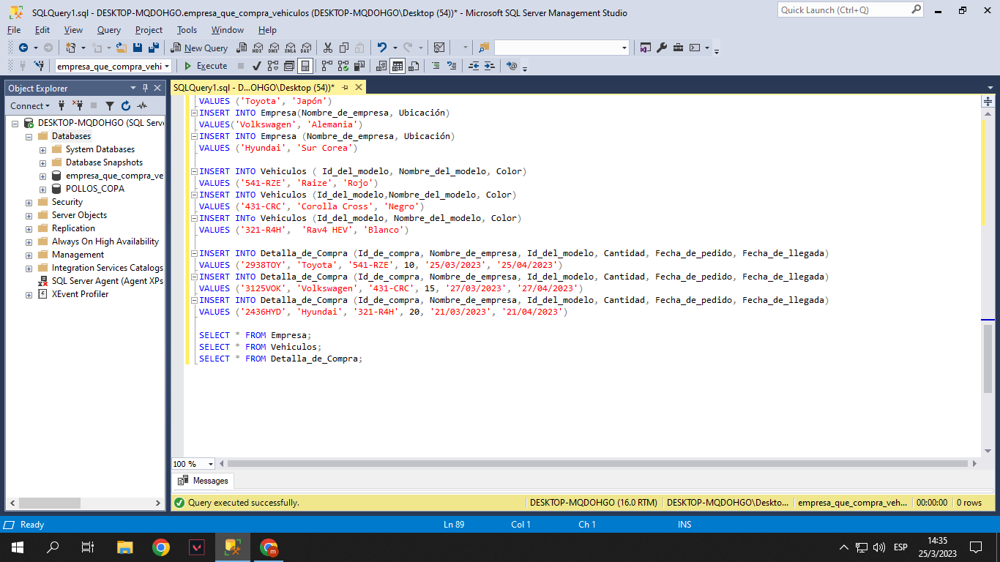 SQLQuery1.sql - DESKTOP-MQDOHGO.empresa_que_compra_vehiculos (DESKTOP-MQDOHGO\Desktop (54))* - Microsoft SQL Server Management Studio
Quick Launch (Ctrl+Q)
File Edit View Query Project Tools Window Help
New Query
MDX DMX XMLA DAX
empresa_que_compra_vehi
Execute
Object Explorer
SQLQuery1.sql - D...OHGO\Desktop (54))*
Connect
DESKTOP-MQDOHGO (SQL Serve
Databases
System Databases
Database Snapshots
empresa_que_compra_ve
POLLOS_COPA
Security
Server Objects
Replication
Always On High Availability
Management
Integration Services Catalogs
SQL Server Agent (Agent XPs
XEvent Profiler
VALUES ('Toyota', 'Japón')
INSERT INTO Empresa(Nombre_de_empresa, Ubicación)
VALUES('Volkswagen', 'Alemania')
INSERT INTO Empresa (Nombre_de_empresa, Ubicación)
VALUES ('Hyundai', 'Sur Corea')
INSERT INTO Vehiculos ( Id_del_modelo, Nombre_del_modelo, Color)
VALUES ('541-RZE', 'Raize', 'Rojo')
INSERT INTO Vehiculos (Id_del_modelo,Nombre_del_modelo, Color)
VALUES ('431-CRC', 'Corolla Cross', 'Negro')
INSERT INTo Vehiculos (Id_del_modelo, Nombre_del_modelo, Color)
VALUES ('321-R4H',  'Rav4 HEV', 'Blanco')
INSERT INTO Detalla_de_Compra (Id_de_compra, Nombre_de_empresa, Id_del_modelo, Cantidad, Fecha_de_pedido, Fecha_de_llegada)
VALUES ('2938TOY', 'Toyota', '541-RZE', 10, '25/03/2023', '25/04/2023')
INSERT INTO Detalla_de_Compra (Id_de_compra, Nombre_de_empresa, Id_del_modelo, Cantidad, Fecha_de_pedido, Fecha_de_llegada)
VALUES ('3125VOK', 'Volkswagen', '431-CRC', 15, '27/03/2023', '27/04/2023')
INSERT INTO Detalla_de_Compra (Id_de_compra, Nombre_de_empresa, Id_del_modelo, Cantidad, Fecha_de_pedido, Fecha_de_llegada)
VALUES ('2436HYD', 'Hyundai', '321-R4H', 20, '21/03/2023', '21/04/2023')
SELECT * FROM Empresa;
SELECT * FROM Vehiculos;
SELECT * FROM Detalla_de_Compra;
100 %
Messages
Query executed successfully.
DESKTOP-MQDOHGO (16.0 RTM)
DESKTOP-MQDOHGO\Deskto...
empresa_que_compra_veh...
00:00:00
0 rows
Ready
Ln 89
Col 1
Ch 1
INS
m
ESP
14:35
25/3/2023